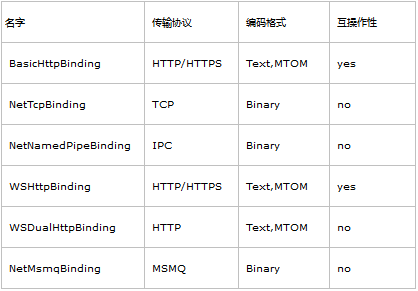 名字 传输协议 编码格式 互操作性
BasicHttpBinding HTTP/HTTPS Text,MTOM yes
NetTcpBinding TCP Binary no
NetNamedPipeBinding IPC Binary no
WSHttpBinding HTTP/HTTPS Text,MTOM yes
WSDualHttpBinding HTTP Text,MTOM no
NetMsmqBinding MSMQ Binary no